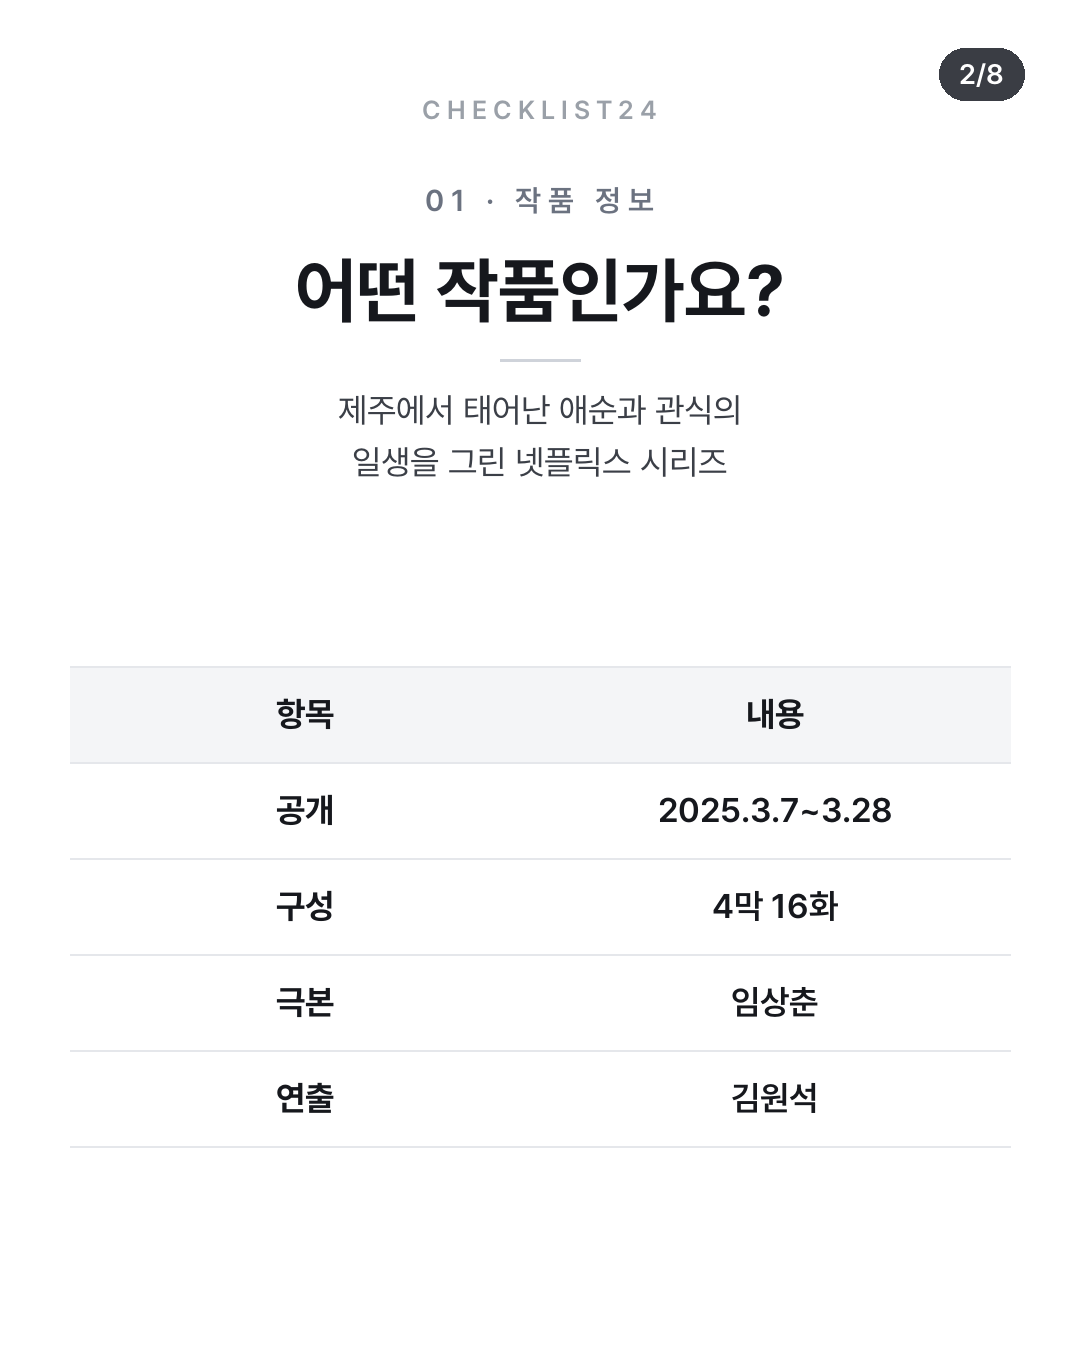 2/8
CHECKLIST24
01 · 작품 정보
어떤 작품인가요?
제주에서 태어난 애순과 관식의
일생을 그린 넷플릭스 시리즈
항목 내용
공개 2025.3.7~3.28
구성 4막 16화
극본 임상춘
연출 김원석